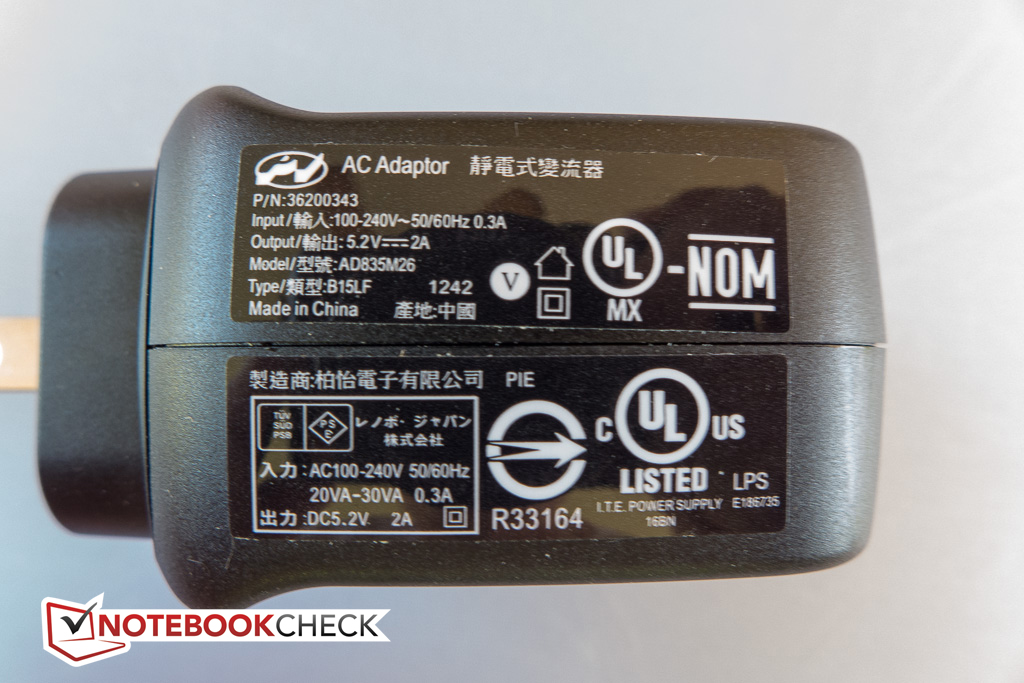 AC Adaptor 靜電式變流器
P/N:36200343
Input/輸入:100-240V~50/60Hz 0.3A
Output/輸出:5.2V⎓2A
Model/型號:AD835M26
Type/類型:B15LF 1242
Made in China 產地:中國
V
UL
MX
-NOM
製造商:柏怡電子有限公司 PIE
TÜV
SÜD
PSB
PS
E
レノボ・ジャパン
株式会社
入力:AC100-240V 50/60Hz
20VA-30VA 0.3A
出力:DC5.2V 2A
R33164
C UL US
LISTED LPS
I.T.E. POWER SUPPLY E186735
16BN
NOTEBOOKCHECK